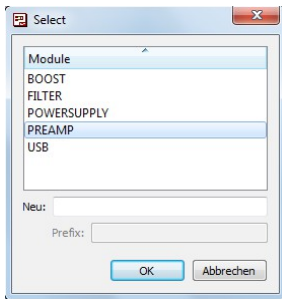 Select
Module
BOOST
FILTER
POWERSUPPLY
PREAMP
USB
Neu:
Prefix:
OK
Abbrechen